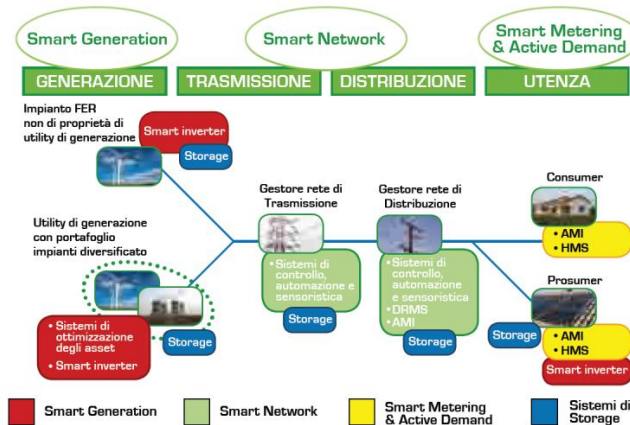 Smart Generation
Smart Network
Smart Metering
& Active Demand
GENERAZIONE
TRASMISSIONE
DISTRIBUZIONE
UTENZA
Impianto FER
non di proprietà di
utility di generazione
Smart inverter
Storage
Utility di generazione
con portafoglio
impianti diversificato
• Sistemi di
ottimizzazione
degli asset
• Smart inverter
Storage
Gestore rete di
Trasmissione
• Sistemi di
controllo,
automazione e
sensoristica
Storage
Gestore rete di
Distribuzione
• Sistemi di
controllo,
automazione
e sensoristica
• DRMS
• AMI
Storage
Consumer
• AMI
• HMS
Prosumer
Storage
• AMI
• HMS
Smart inverter
Smart Generation
Smart Network
Smart Metering
& Active Demand
Sistemi di
Storage